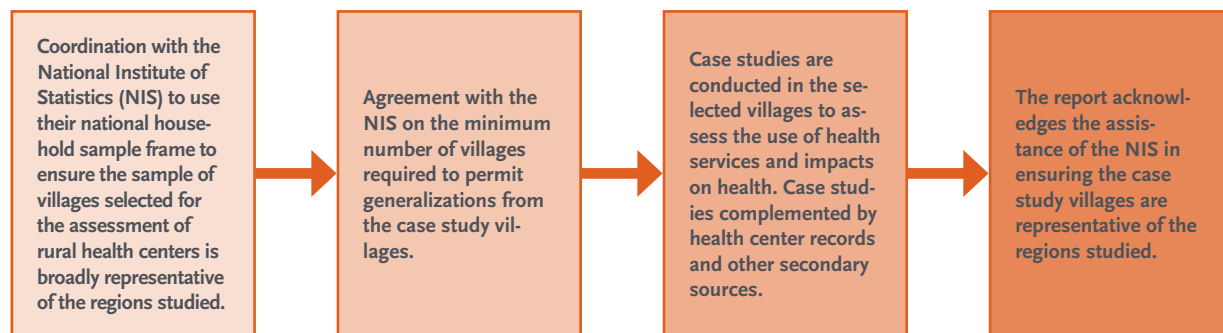 Coordination with the
National Institute of
Statistics (NIS) to use
their national house-
hold sample frame to
ensure the sample of
villages selected for
the assessment of
rural health centers is
broadly representative
of the regions studied.
Agreement with the
NIS on the minimum
number of villages
required to permit
generalizations from
the case study vil-
lages.
Case studies are
conducted in the se-
lected villages to as-
sess the use of health
services and impacts
on health. Case stud-
ies complemented by
health center records
and other secondary
sources.
The report acknowl-
edges the assis-
tance of the NIS in
ensuring the case
study villages are
representative of the
regions studied.